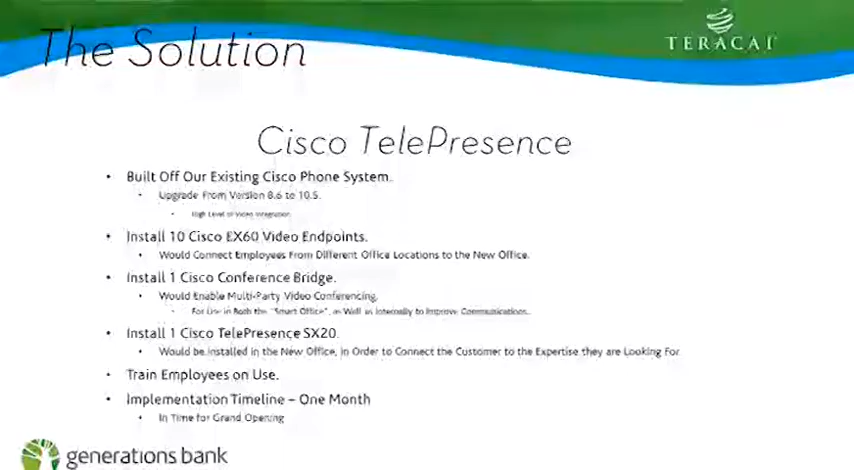 The Solution
TERACAI
Cisco TelePresence
• Built Off Our Existing Cisco Phone System.
• Upgrade From Version 8.6 to 10.5.
• High Level of Video Integration
• Install 10 Cisco EX60 Video Endpoints.
• Would Connect Employees From Different Office Locations to the New Office.
• Install 1 Cisco Conference Bridge.
• Would Enable Multi-Party Video Conferencing.
• For Use in Both the "Smart Office", as Well as Internally to Improve Communications.
• Install 1 Cisco TelePresence SX20.
• Would be Installed in the New Office, in Order to Connect the Customer to the Expertise they are Looking For
• Train Employees on Use.
• Implementation Timeline – One Month
• In Time for Grand Opening
generations bank